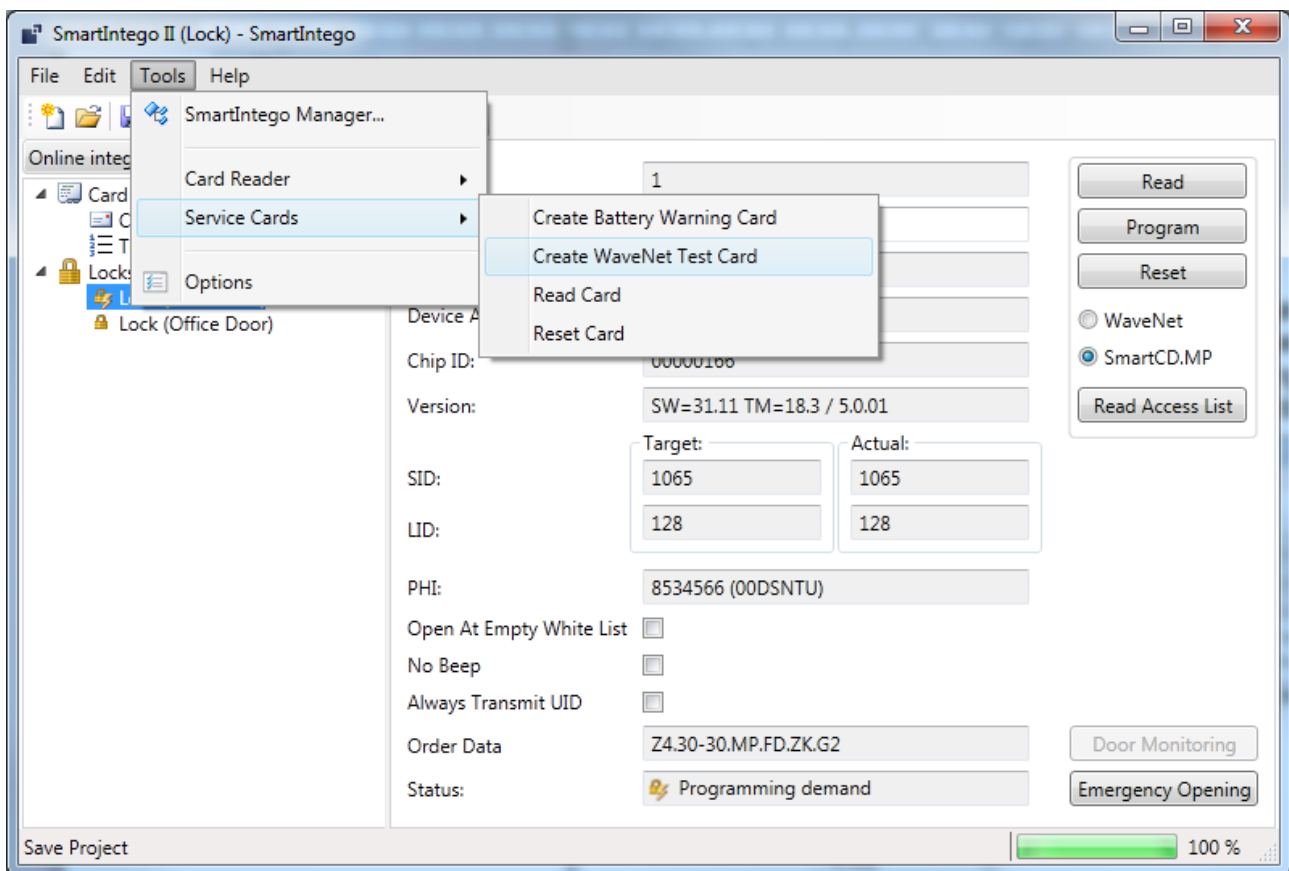 SmartIntego II (Lock) - SmartIntego
File Edit Tools Help
SmartIntego Manager...
Online integ
Card Reader
1
Read
Card
Service Cards
Create Battery Warning Card
Program
Create WaveNet Test Card
Locks
Options
Reset
Read Card
Lock (Office Door)
Device A
WaveNet
Reset Card
Chip ID:
00000166
SmartCD.MP
Version:
SW=31.11 TM=18.3 / 5.0.01
Read Access List
Target:
Actual:
SID:
1065
1065
LID:
128
128
PHI:
8534566 (00DSNTU)
Open At Empty White List
No Beep
Always Transmit UID
Order Data
Z4.30-30.MP.FD.ZK.G2
Door Monitoring
Status:
Programming demand
Emergency Opening
Save Project
100 %